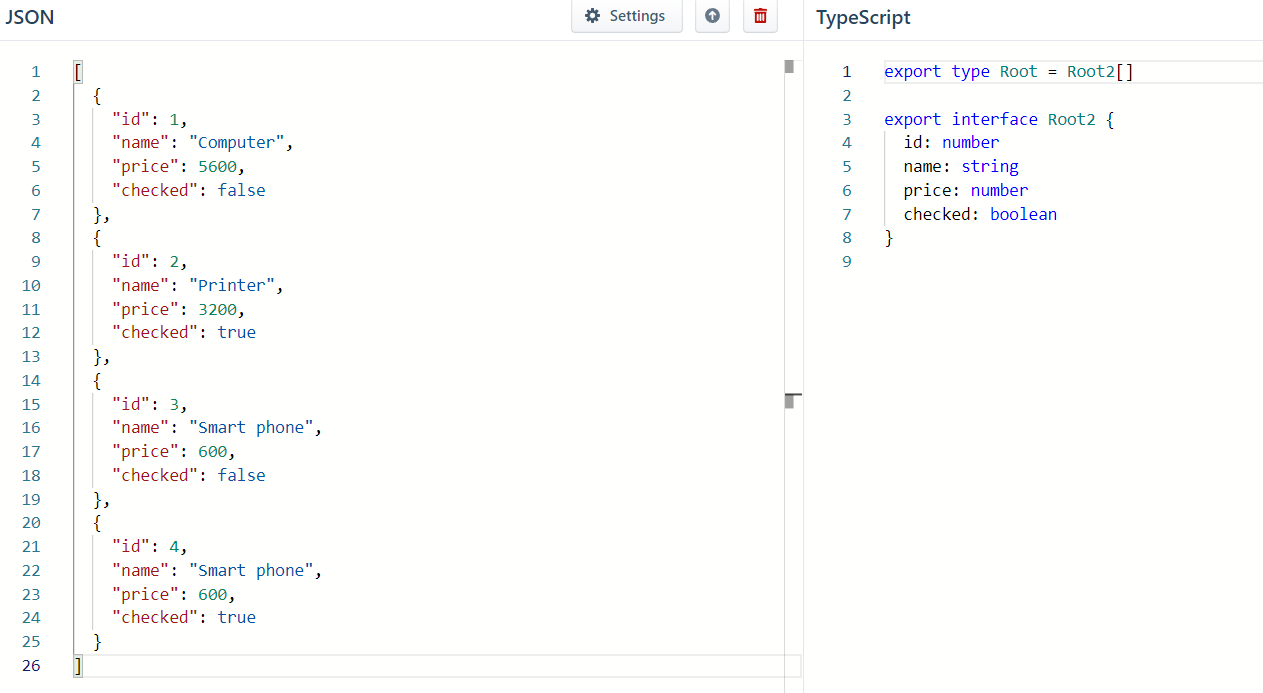 JSON
Settings
TypeScript
1 [
2   {
3     "id": 1,
4     "name": "Computer",
5     "price": 5600,
6     "checked": false
7   },
8   {
9     "id": 2,
10     "name": "Printer",
11     "price": 3200,
12     "checked": true
13   },
14   {
15     "id": 3,
16     "name": "Smart phone",
17     "price": 600,
18     "checked": false
19   },
20   {
21     "id": 4,
22     "name": "Smart phone",
23     "price": 600,
24     "checked": true
25   }
26 ]
1 export type Root = Root2[]
2
3 export interface Root2 {
4   id: number
5   name: string
6   price: number
7   checked: boolean
8 }
9